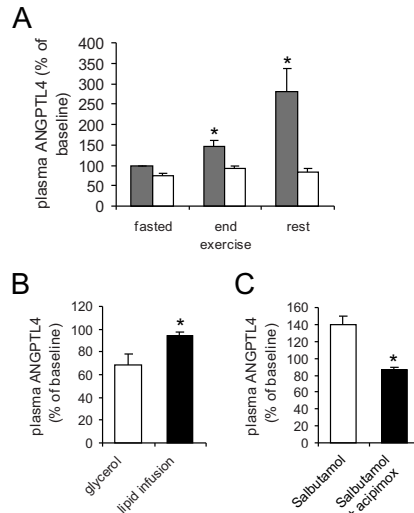 A
plasma ANGPTL4 (% of
baseline)
400
350
300
250
200
150
100
50
0
*
*
fasted
end
exercise
rest
B
plasma ANGPTL4
(% of baseline)
120
100
80
60
40
20
0
*
glycerol
lipid infusion
C
plasma ANGPTL4
(% of baseline)
160
140
120
100
80
60
40
20
0
*
Salbutamol
Salbutamol
+ acipimox